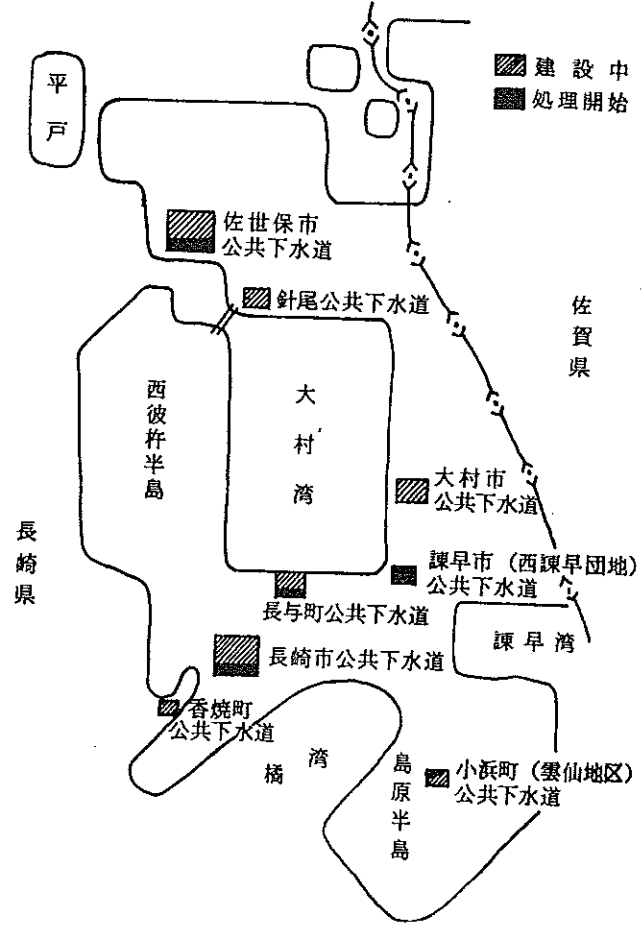 建設中
処理開始
平戸
佐世保市
公共下水道
針尾公共下水道
佐賀県
西彼杵半島
大村湾
大村市
公共下水道
長崎県
諫早市（西諫早団地）
公共下水道
長与町公共下水道
諫早湾
長崎市公共下水道
香焼町
公共下水道
橘湾
島原半島
小浜町（雲仙地区）
公共下水道